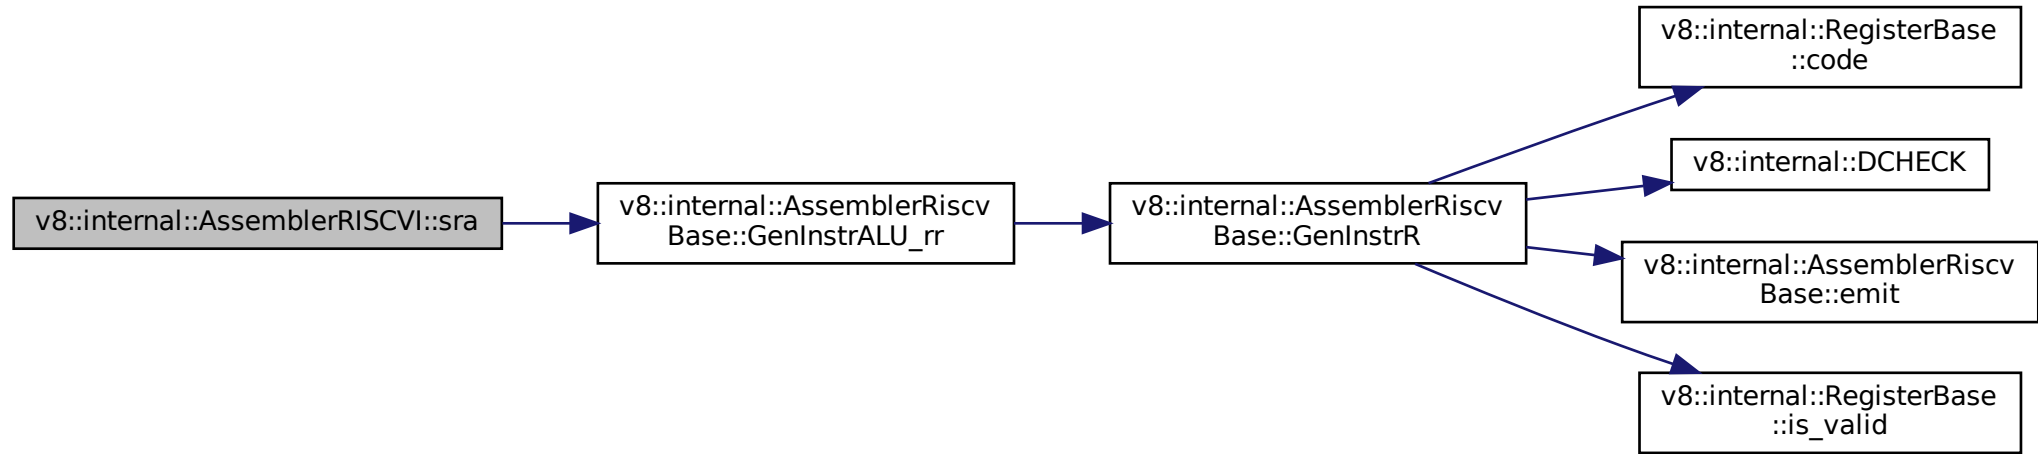 v8::internal::RegisterBase
::code
v8::internal::DCHECK
v8::internal::AssemblerRISCVI::sra
v8::internal::AssemblerRiscv
Base::GenInstrALU_rr
v8::internal::AssemblerRiscv
Base::GenInstrR
v8::internal::AssemblerRiscv
Base::emit
v8::internal::RegisterBase
::is_valid